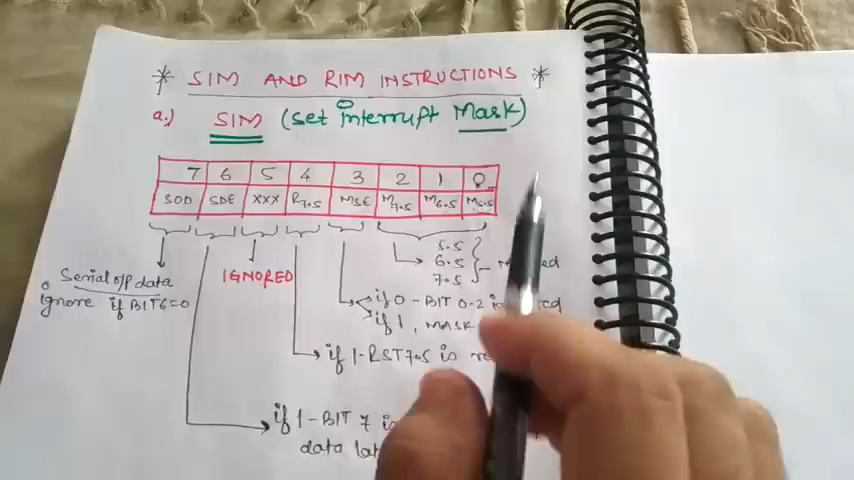 * SIM AND RIM INSTRUCTIONS *
a.) SIM (set interrupt Mask)
7 6 5 4 3 2 1 0
SOD SDE XXX R7.5 MSE M7.5 M6.5 M5.5
5.5
6.5
7.5
Serial o/p data
ignore if BIT6=0
IGNORED
if 0 - BIT 0-2
if 1, MASK
if 1-RST7.5 is
if 1-BIT 7
data